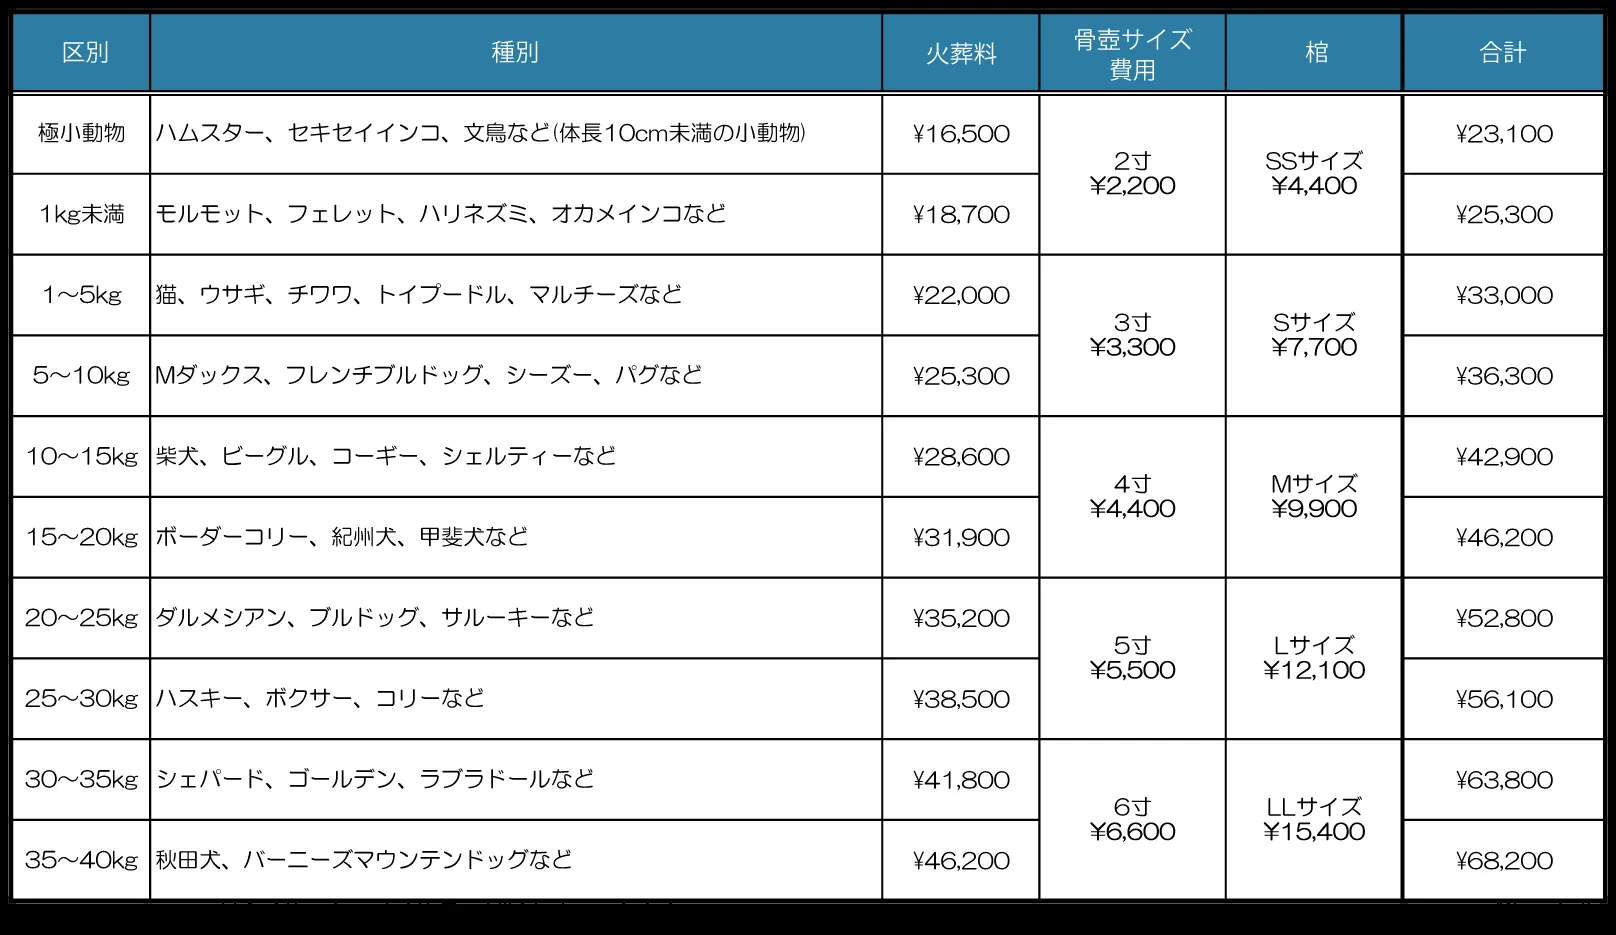 区別
種別
火葬料
骨壺サイズ
費用
棺
合計
極小動物
ハムスター、セキセイインコ、文鳥など(体長10cm未満の小動物)
¥16,500
2寸
¥2,200
SSサイズ
¥4,400
¥23,100
1kg未満
モルモット、フェレット、ハリネズミ、オカメインコなど
¥18,700
¥25,300
1～5kg
猫、ウサギ、チワワ、トイプードル、マルチーズなど
¥22,000
3寸
¥3,300
Sサイズ
¥7,700
¥33,000
5～10kg
Mダックス、フレンチブルドッグ、シーズー、パグなど
¥25,300
¥36,300
10～15kg
柴犬、ビーグル、コーギー、シェルティーなど
¥28,600
4寸
¥4,400
Mサイズ
¥9,900
¥42,900
15～20kg
ボーダーコリー、紀州犬、甲斐犬など
¥31,900
¥46,200
20～25kg
ダルメシアン、ブルドッグ、サルーキーなど
¥35,200
5寸
¥5,500
Lサイズ
¥12,100
¥52,800
25～30kg
ハスキー、ボクサー、コリーなど
¥38,500
¥56,100
30～35kg
シェパード、ゴールデン、ラブラドールなど
¥41,800
6寸
¥6,600
LLサイズ
¥15,400
¥63,800
35～40kg
秋田犬、バーニーズマウンテンドッグなど
¥46,200
¥68,200